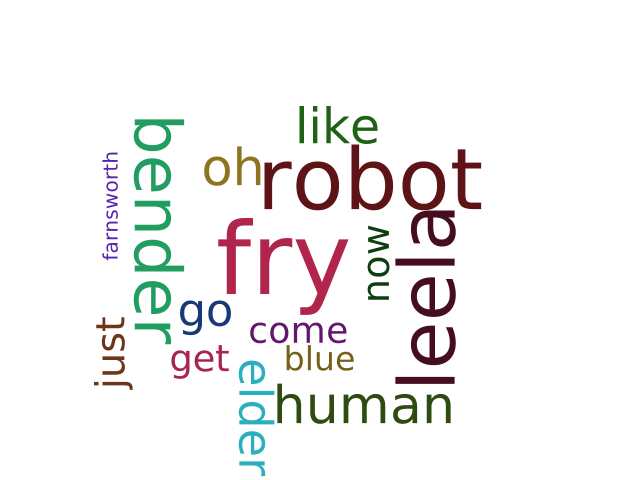 like
oh
robot
bender
farnsworth
fry
leela
now
go
just
come
get
blue
elder
human